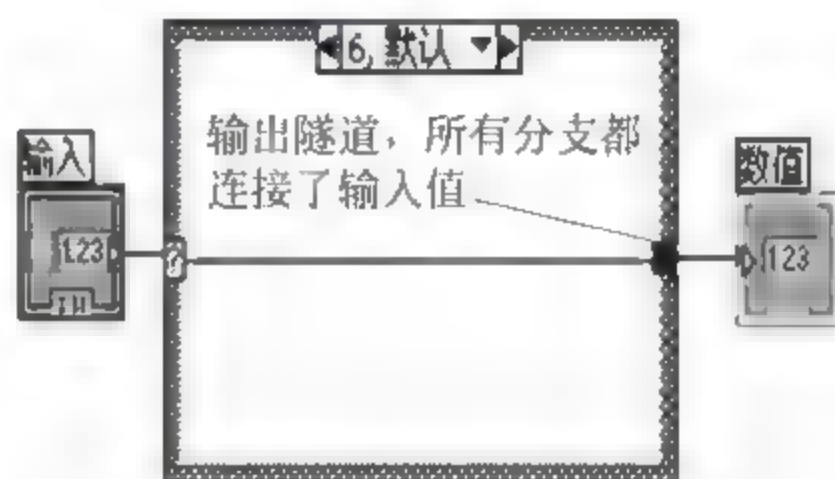 6, 默认
输出隧道，所有分支都
连接了输入值
输入
数值
123
123